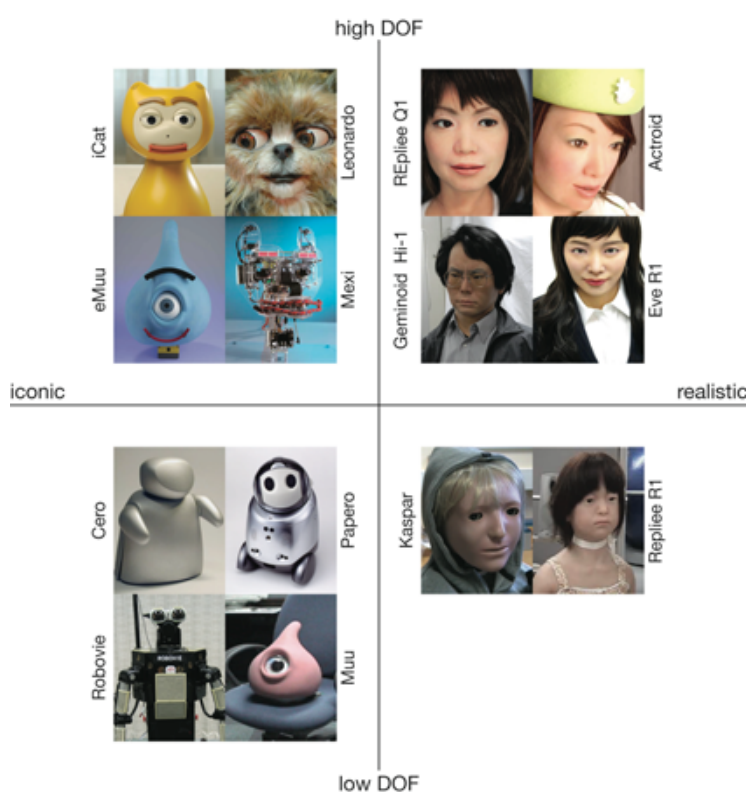 high DOF
iCat
Leonardo
REpliee Q1
Actroid
eMuu
Mexi
Geminoid Hi-1
Eve R1
iconic
realistic
Cero
Papero
Kaspar
Repliee R1
Robovie
Muu
ROBOVIE
low DOF